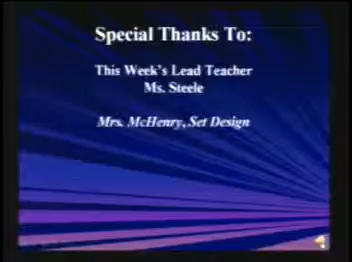 Special Thanks To:
This Week's Lead Teacher
Ms. Steele
Mrs. McHenry, Set Design